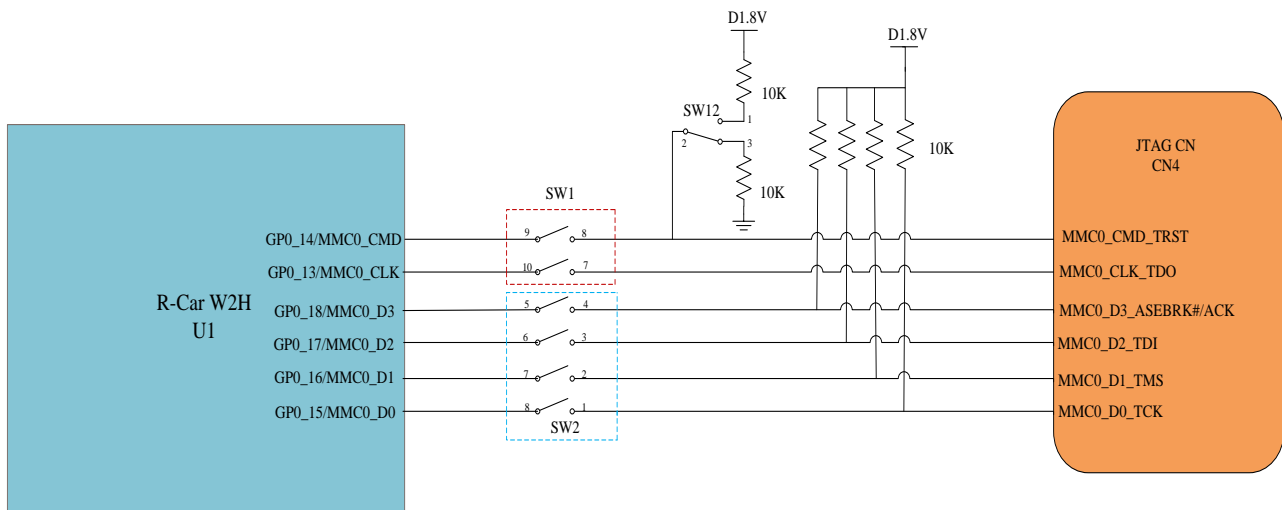 D1.8V
D1.8V
10K
SW12
1
2
3
10K
10K
JTAG CN
CN4
SW1
GP0_14/MMC0_CMD
9
8
MMC0_CMD_TRST
GP0_13/MMC0_CLK
10
7
MMC0_CLK_TDO
R-Car W2H
U1
GP0_18/MMC0_D3
5
4
MMC0_D3_ASEBRK#/ACK
GP0_17/MMC0_D2
6
3
MMC0_D2_TDI
GP0_16/MMC0_D1
7
2
MMC0_D1_TMS
GP0_15/MMC0_D0
8
1
MMC0_D0_TCK
SW2